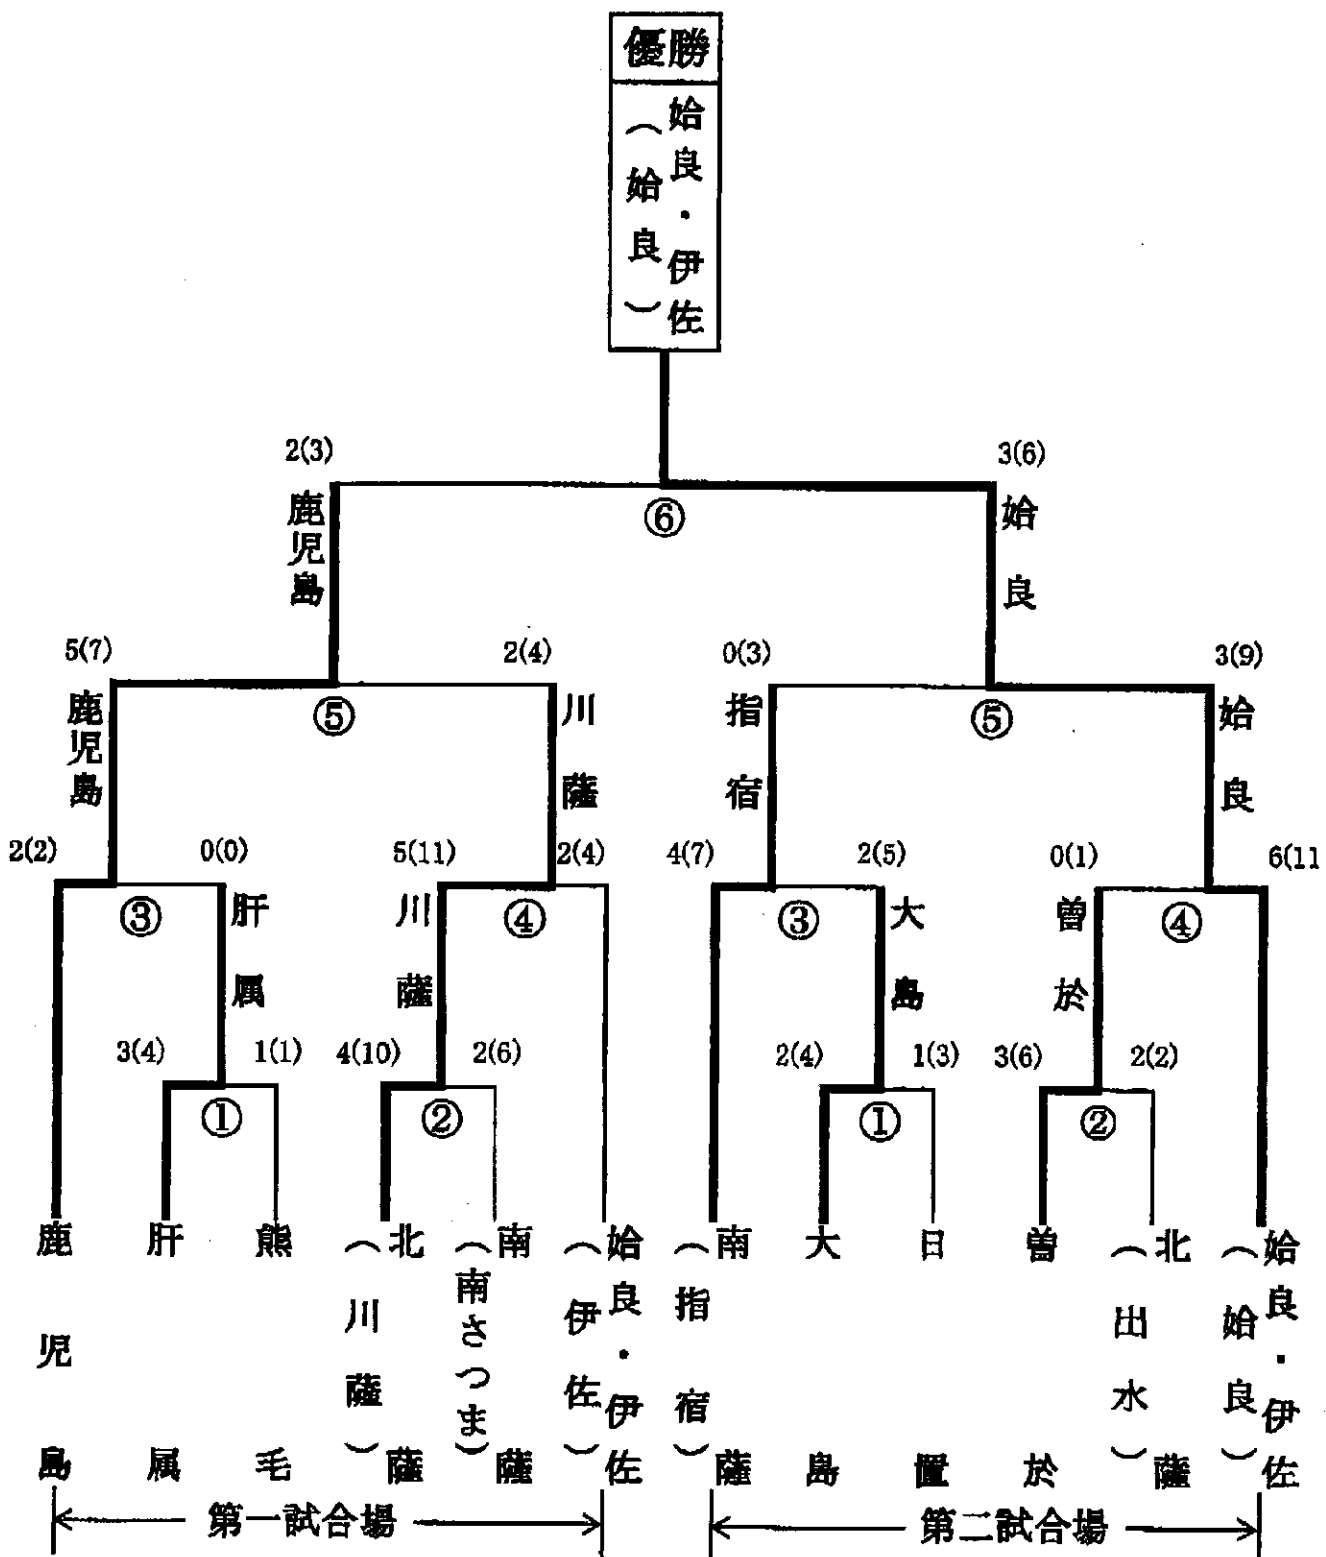 優勝
姶良・伊佐
（姶良）
2(3)
3(6)
鹿児島
⑥
姶良
5(7)
2(4)
0(3)
3(9)
鹿児島
⑤
川薩
指宿
⑤
姶良
2(2)
0(0)
5(11)
2(4)
4(7)
2(5)
0(1)
6(11
③
肝属
川薩
④
③
大島
曽於
④
3(4)
1(1)
4(10)
2(6)
2(4)
1(3)
3(6)
2(2)
①
②
①
②
鹿児島
肝属
熊毛
北薩
（川薩）
南薩
（南さつま）
姶良・伊佐
（伊佐）
南薩
（指宿）
大島
日置
曽於
北薩
（出水）
姶良・伊佐
（姶良）
第一試合場
第二試合場